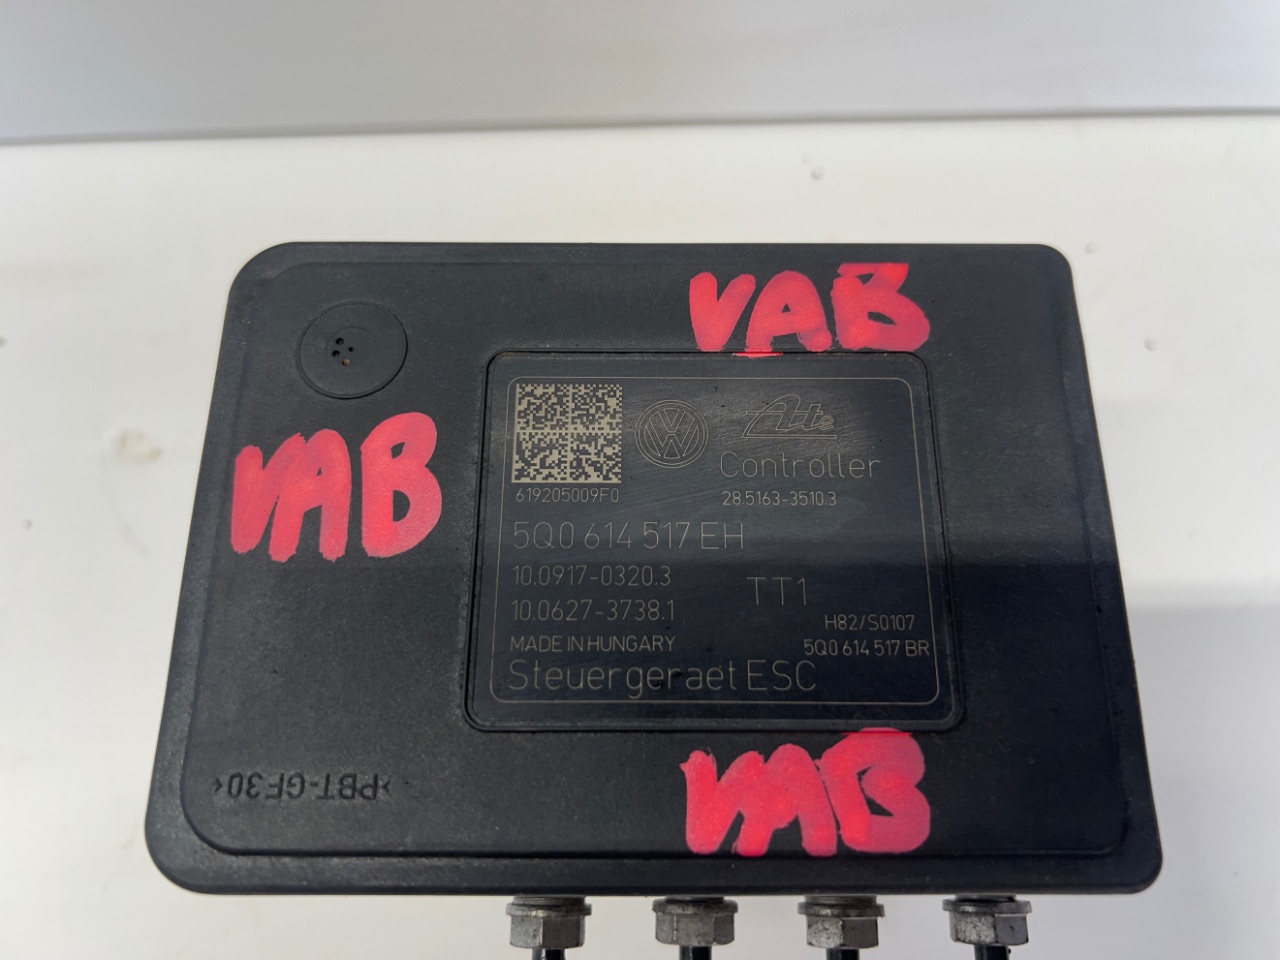 VAB
Ate
Controller
619205009F0
28.5163-3510.3
VAB
5Q0 614 517 EH
10.0917-0320.3
TT1
10.0627-3738.1
H82/S0107
MADE IN HUNGARY
5Q0 614 517 BR
Steuergeraet ESC
>PBT-GF30<
VAB